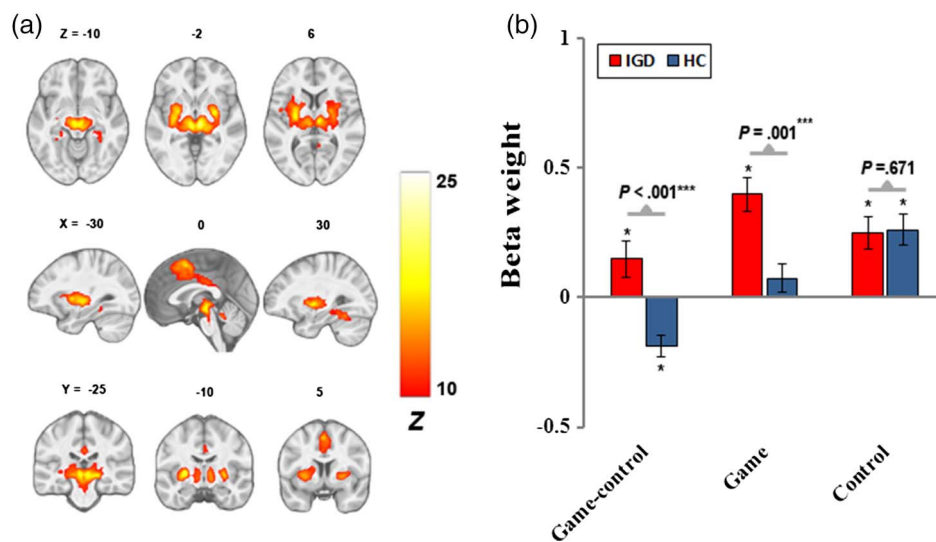 (a)
Z = -10 -2 6
X = -30 0 30
Y = -25 -10 5
25
10
Z
(b)
Beta weight
1
0.5
0
-0.5
IGD HC
P < .001***
P = .001***
P =.671
* * * * *
Game-control
Game
Control